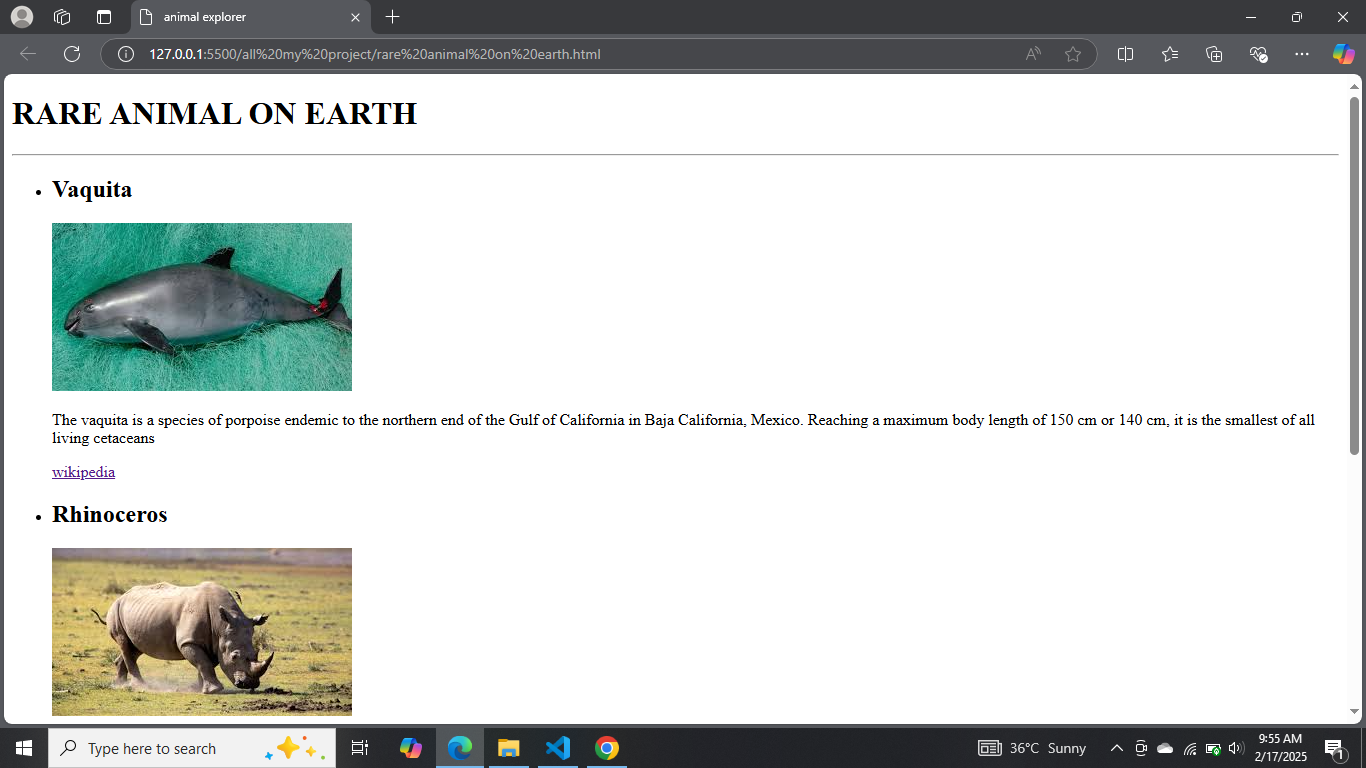 animal explorer
127.0.0.1:5500/all%20my%20project/rare%20animal%20on%20earth.html
RARE ANIMAL ON EARTH
Vaquita
The vaquita is a species of porpoise endemic to the northern end of the Gulf of California in Baja California, Mexico. Reaching a maximum body length of 150 cm or 140 cm, it is the smallest of all
living cetaceans
wikipedia
Rhinoceros
Type here to search
36°C Sunny
9:55 AM
2/17/2025
1